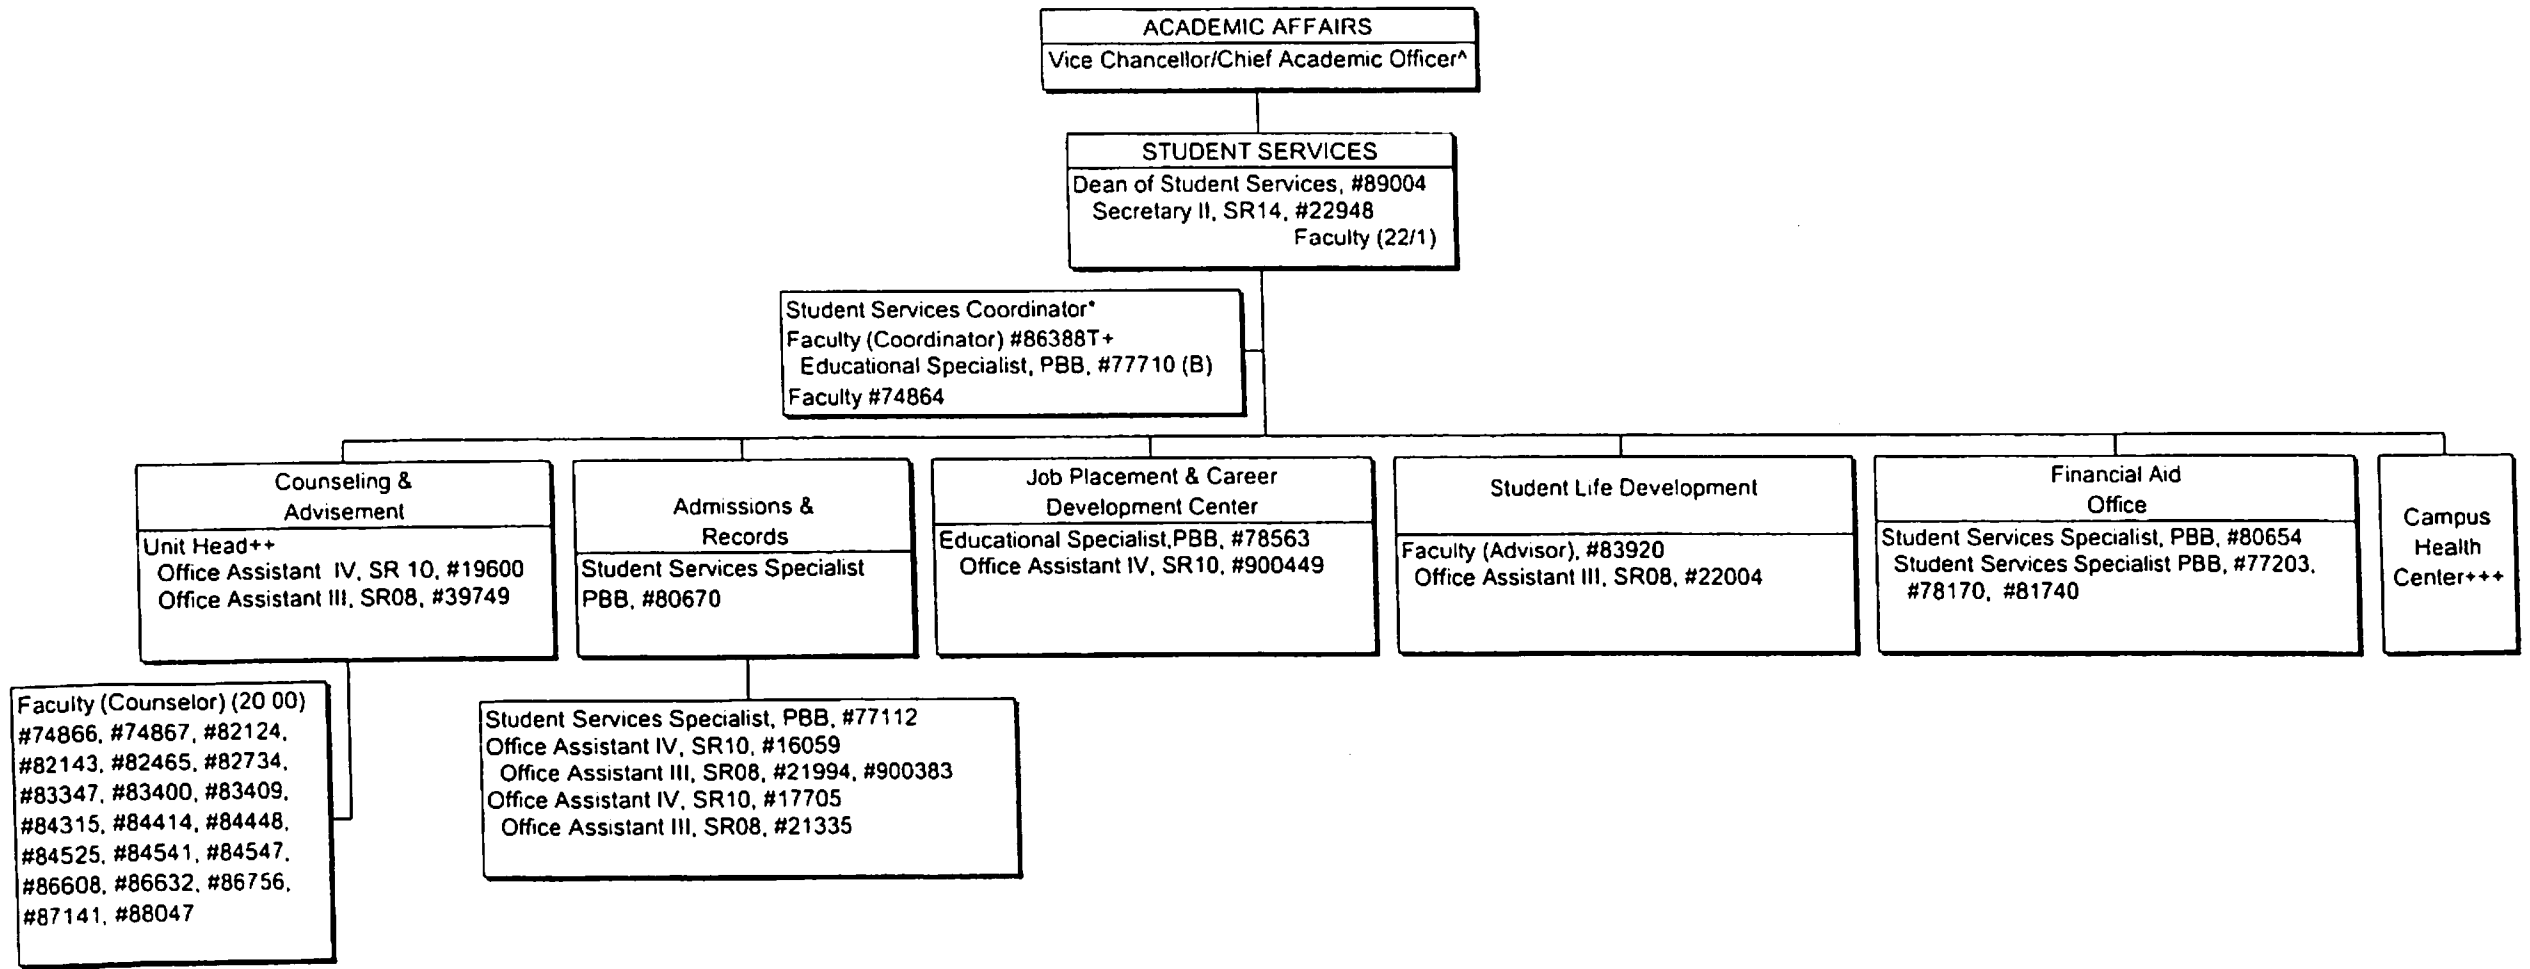 ACADEMIC AFFAIRS
Vice Chancellor/Chief Academic Officer^
STUDENT SERVICES
Dean of Student Services, #89004
Secretary II, SR14, #22948
Faculty (22/1)
Student Services Coordinator*
Faculty (Coordinator) #86388T+
Educational Specialist, PBB, #77710 (B)
Faculty #74864
Counseling &
Advisement
Unit Head++
Office Assistant IV, SR 10, #19600
Office Assistant III, SR08, #39749
Faculty (Counselor) (20 00)
#74866, #74867, #82124,
#82143, #82465, #82734,
#83347, #83400, #83409,
#84315, #84414, #84448,
#84525, #84541, #84547,
#86608, #86632, #86756,
#87141, #88047
Admissions &
Records
Student Services Specialist
PBB, #80670
Student Services Specialist, PBB, #77112
Office Assistant IV, SR10, #16059
Office Assistant III, SR08, #21994, #900383
Office Assistant IV, SR10, #17705
Office Assistant III, SR08, #21335
Job Placement & Career
Development Center
Educational Specialist,PBB, #78563
Office Assistant IV, SR10, #900449
Student Life Development
Faculty (Advisor), #83920
Office Assistant III, SR08, #22004
Financial Aid
Office
Student Services Specialist, PBB, #80654
Student Services Specialist PBB, #77203,
#78170, #81740
Campus
Health
Center+++